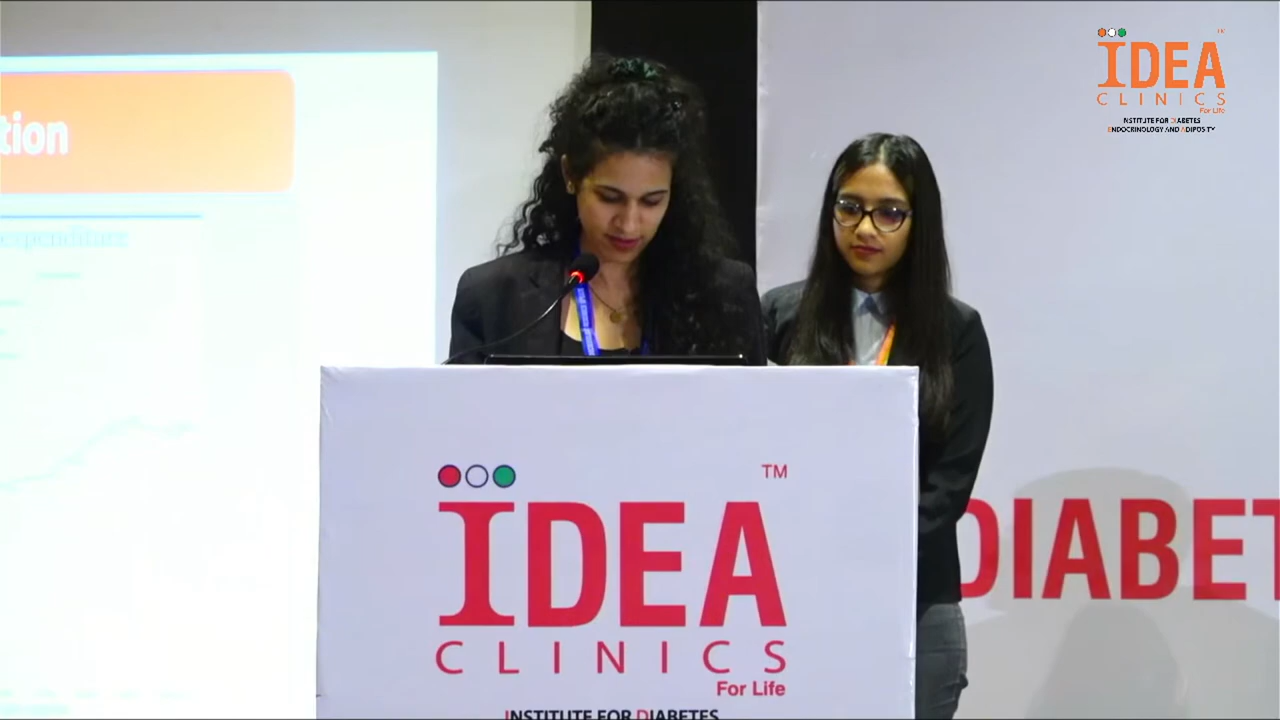 tion
expenditure
TM
IDEA
CLINICS
For Life
INSTITUTE FOR DIABETES
ENDOCRINOLOGY AND ADIPOSITY
TM
IDEA
CLINICS
For Life
INSTITUTE FOR DIABETES
DIABET